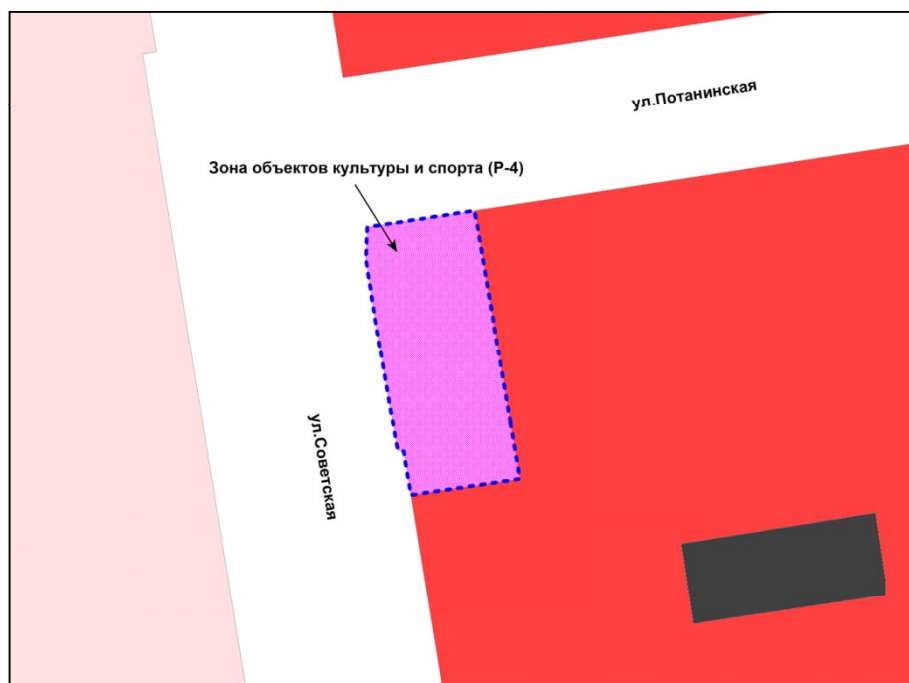 ул.Потанинская
Зона объектов культуры и спорта (Р-4)
ул.Советская